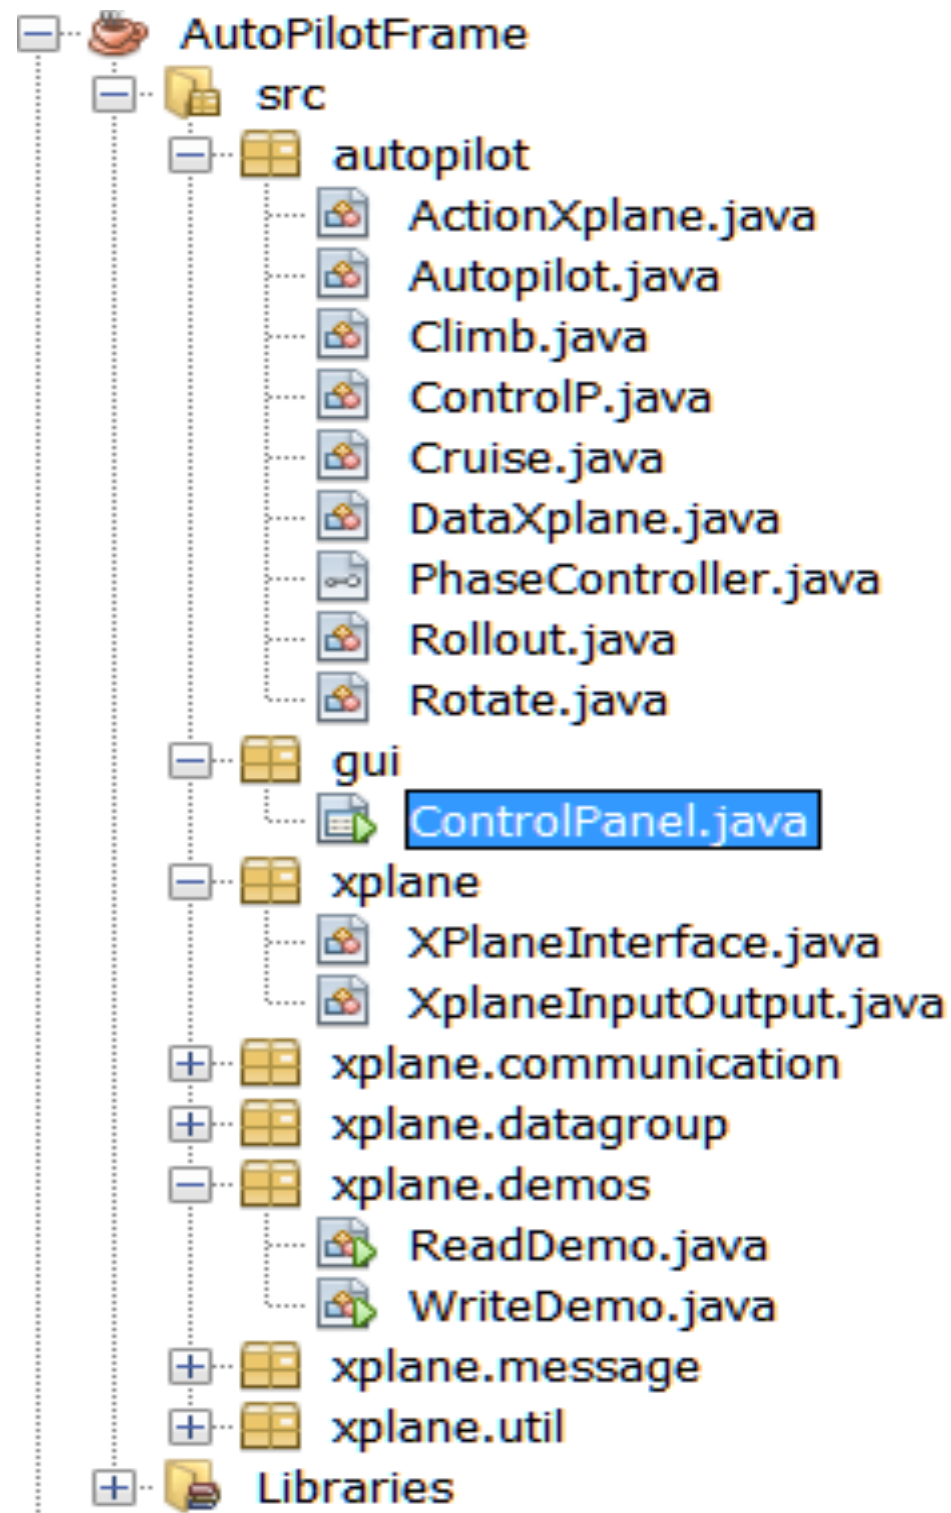 AutoPilotFrame
src
autopilot
ActionXplane.java
Autopilot.java
Climb.java
ControlP.java
Cruise.java
DataXplane.java
PhaseController.java
Rollout.java
Rotate.java
gui
ControlPanel.java
xplane
XPlaneInterface.java
XplaneInputOutput.java
xplane.communication
xplane.datagroup
xplane.demos
ReadDemo.java
WriteDemo.java
xplane.message
xplane.util
Libraries